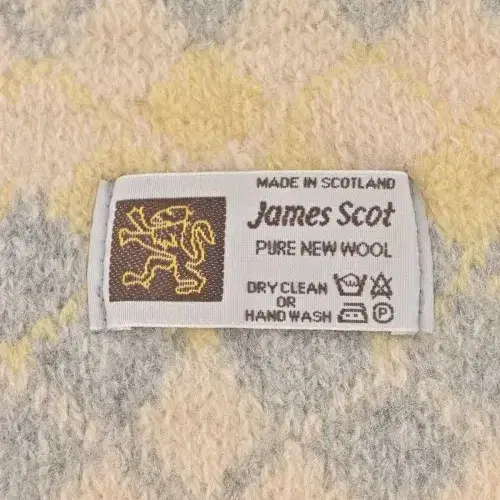 MADE IN SCOTLAND
James Scot
PURE NEW WOOL
DRY CLEAN
OR
HAND WASH
P